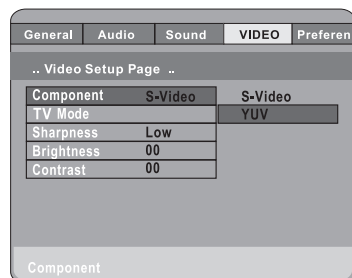 General Audio Sound VIDEO Preferen
.. Video Setup Page ..
Component S-Video S-Video
TV Mode YUV
Sharpness Low
Brightness 00
Contrast 00
Component